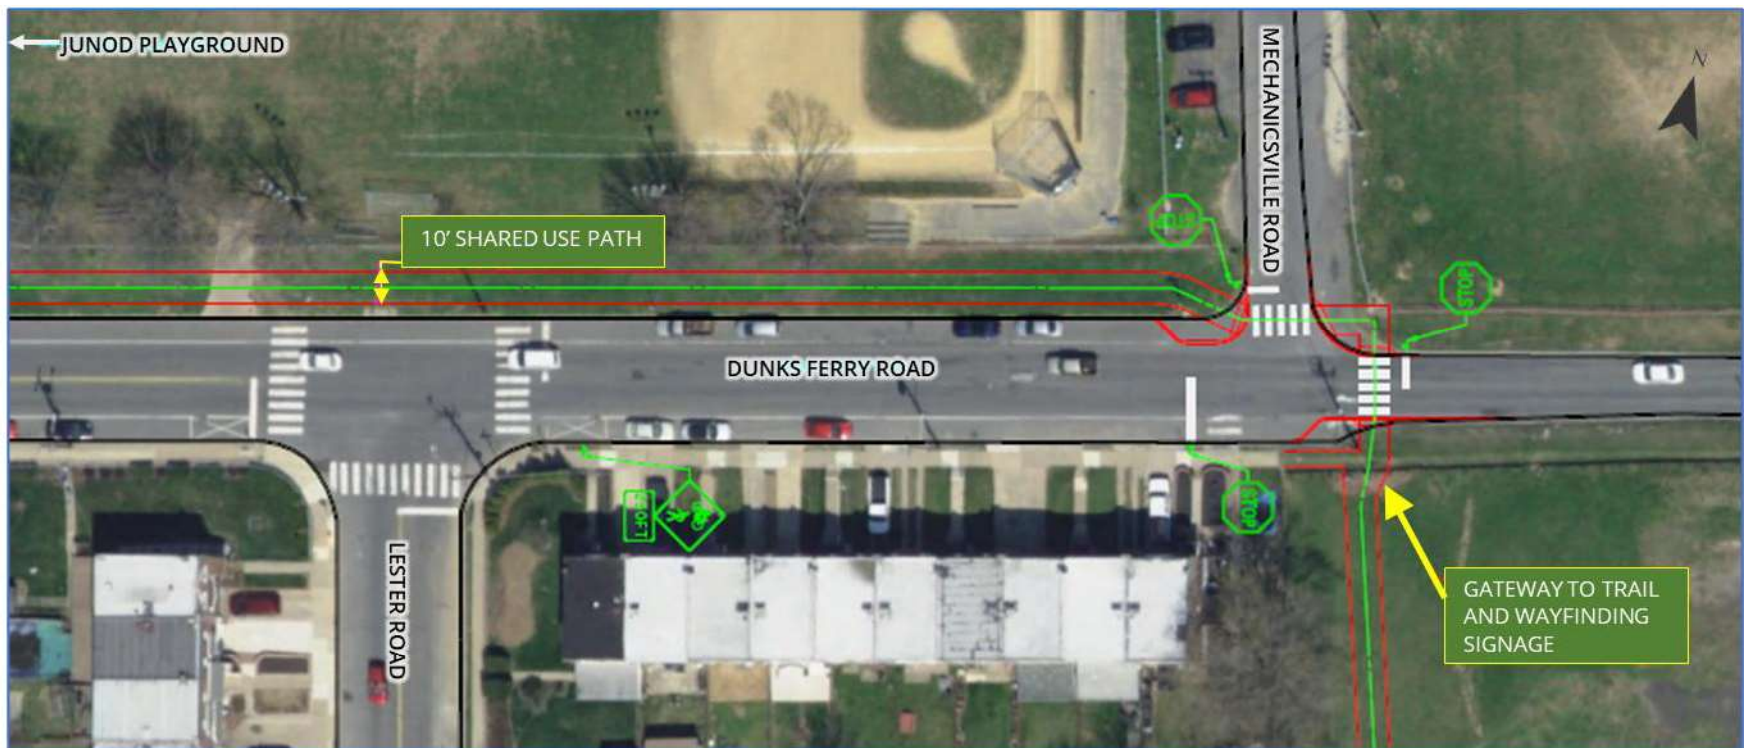 JUNOD PLAYGROUND
MECHANICSVILLE ROAD
10' SHARED USE PATH
STOP
STOP
N
DUNKS FERRY ROAD
STOP
LESTER ROAD
GATEWAY TO TRAIL
AND WAYFINDING
SIGNAGE